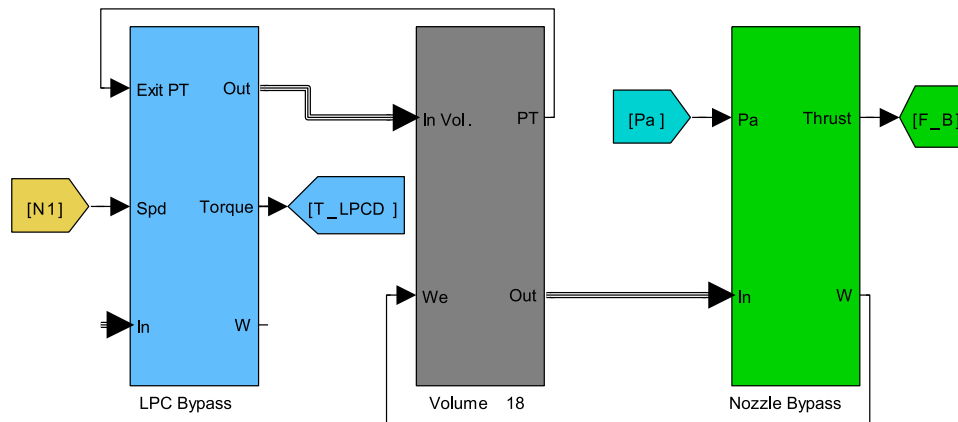 Exit PT
Out
In Vol.
PT
[Pa]
Pa
Thrust
[F_B]
[N1]
Spd
Torque
[T_LPCD]
In
W
We
Out
In
W
LPC Bypass
Volume 18
Nozzle Bypass